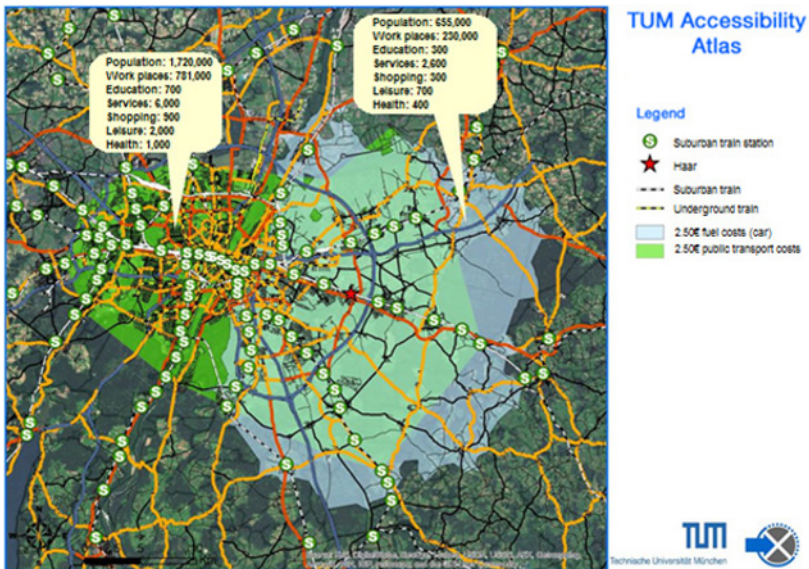 Population: 1,720,000
Work places: 781,000
Education: 700
Services: 6,000
Shopping: 900
Leisure: 2,000
Health: 1,000
Population: 655,000
Work places: 230,000
Education: 300
Services: 2,600
Shopping: 300
Leisure: 700
Health: 400
TUM Accessibility
Atlas
Legend
S Suburban train station
Haar
Suburban train
Underground train
2.50€ fuel costs (car)
2.50€ public transport costs
TUM
Technische Universität München